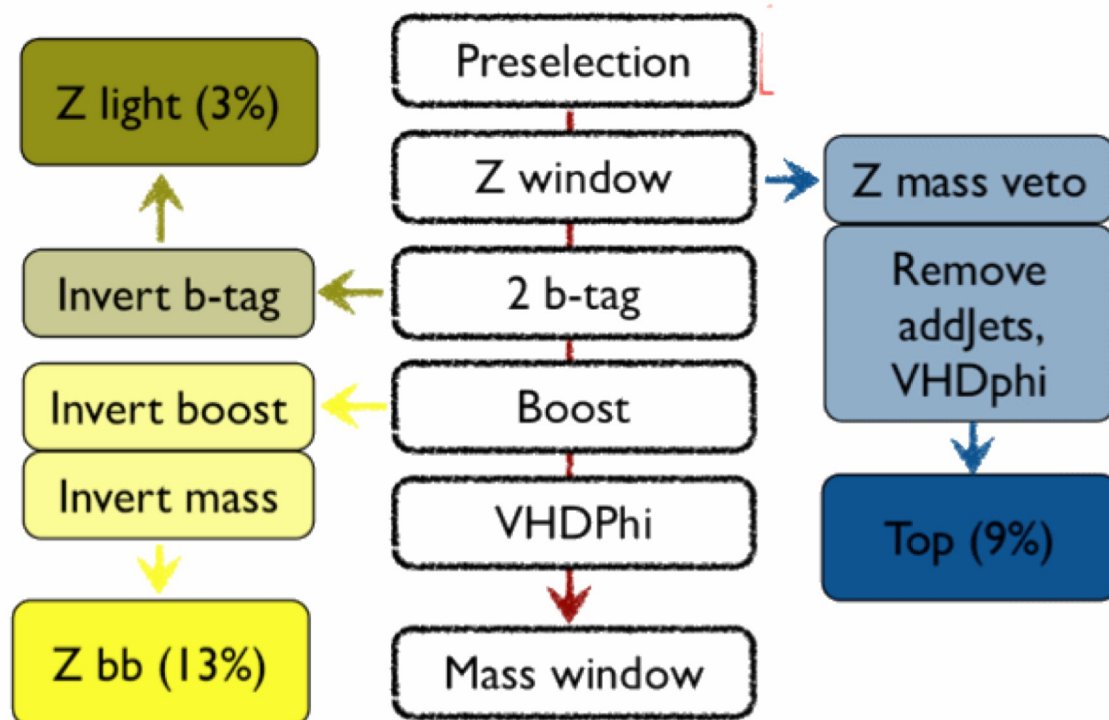 Preselection
Z light (3%)
Z window
Z mass veto
Invert b-tag
2 b-tag
Remove
addJets,
VHDphi
Invert boost
Boost
Invert mass
VHDPhi
Top (9%)
Z bb (13%)
Mass window